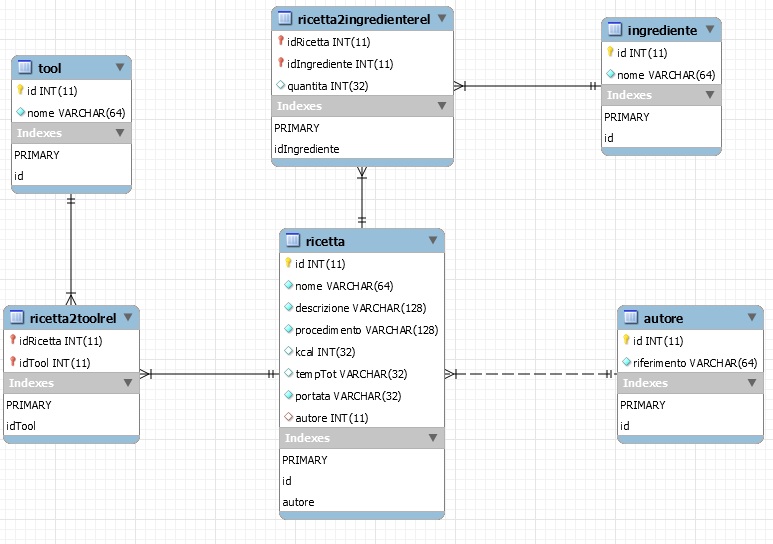 tool
id INT(11)
nome VARCHAR(64)
Indexes
PRIMARY
id
ricetta2ingredienterel
idRicetta INT(11)
idIngrediente INT(11)
quantita INT(32)
Indexes
PRIMARY
idIngrediente
ingrediente
id INT(11)
nome VARCHAR(64)
Indexes
PRIMARY
id
ricetta2toolrel
idRicetta INT(11)
idTool INT(11)
Indexes
PRIMARY
idTool
ricetta
id INT(11)
nome VARCHAR(64)
descrizione VARCHAR(128)
procedimento VARCHAR(128)
kcal INT(32)
tempTot VARCHAR(32)
portata VARCHAR(32)
autore INT(11)
Indexes
PRIMARY
id
autore
autore
id INT(11)
riferimento VARCHAR(64)
Indexes
PRIMARY
id